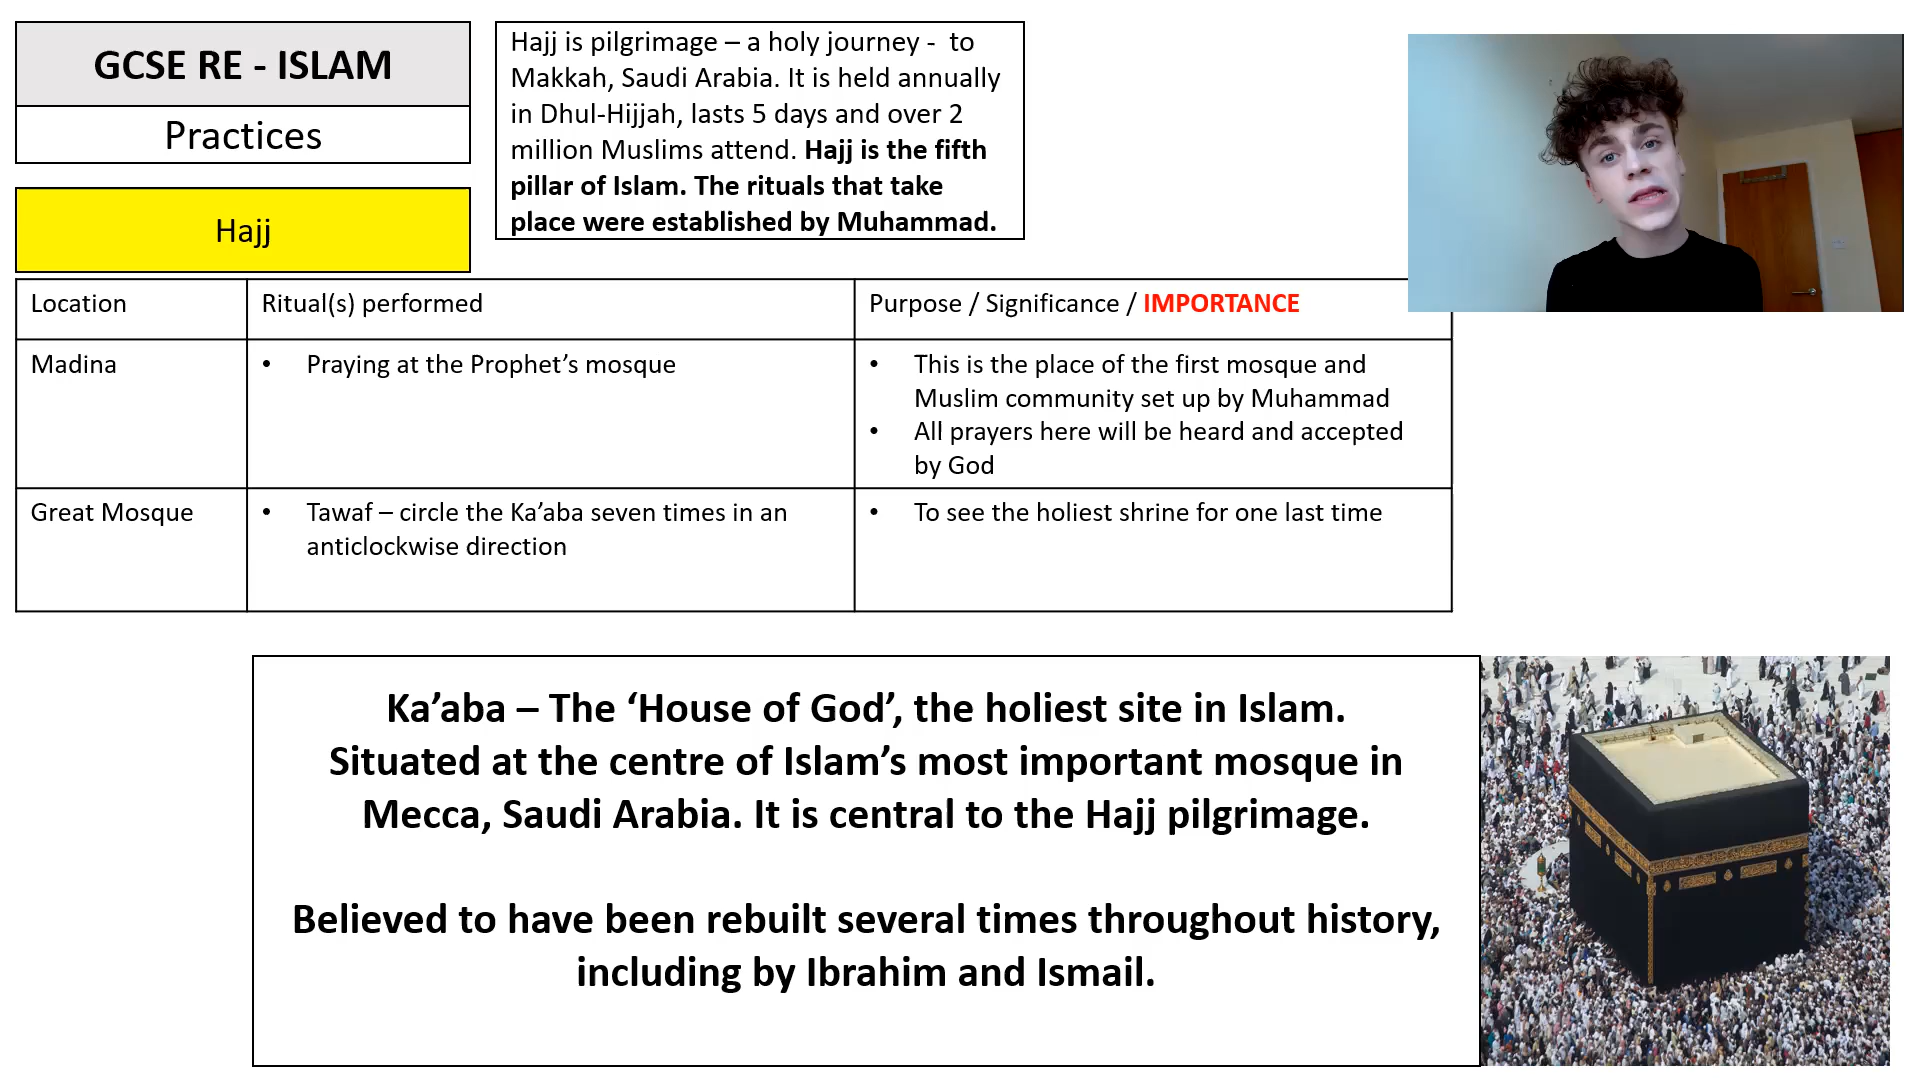 GCSE RE - ISLAM
Practices
Hajj
Hajj is pilgrimage – a holy journey -  to
Makkah, Saudi Arabia. It is held annually
in Dhul-Hijjah, lasts 5 days and over 2
million Muslims attend. Hajj is the fifth
pillar of Islam. The rituals that take
place were established by Muhammad.
Location
Ritual(s) performed
Purpose / Significance / IMPORTANCE
Madina
• Praying at the Prophet’s mosque
• This is the place of the first mosque and
Muslim community set up by Muhammad
• All prayers here will be heard and accepted
by God
Great Mosque
• Tawaf – circle the Ka’aba seven times in an
anticlockwise direction
• To see the holiest shrine for one last time
Ka’aba – The ‘House of God’, the holiest site in Islam.
Situated at the centre of Islam’s most important mosque in
Mecca, Saudi Arabia. It is central to the Hajj pilgrimage.
Believed to have been rebuilt several times throughout history,
including by Ibrahim and Ismail.